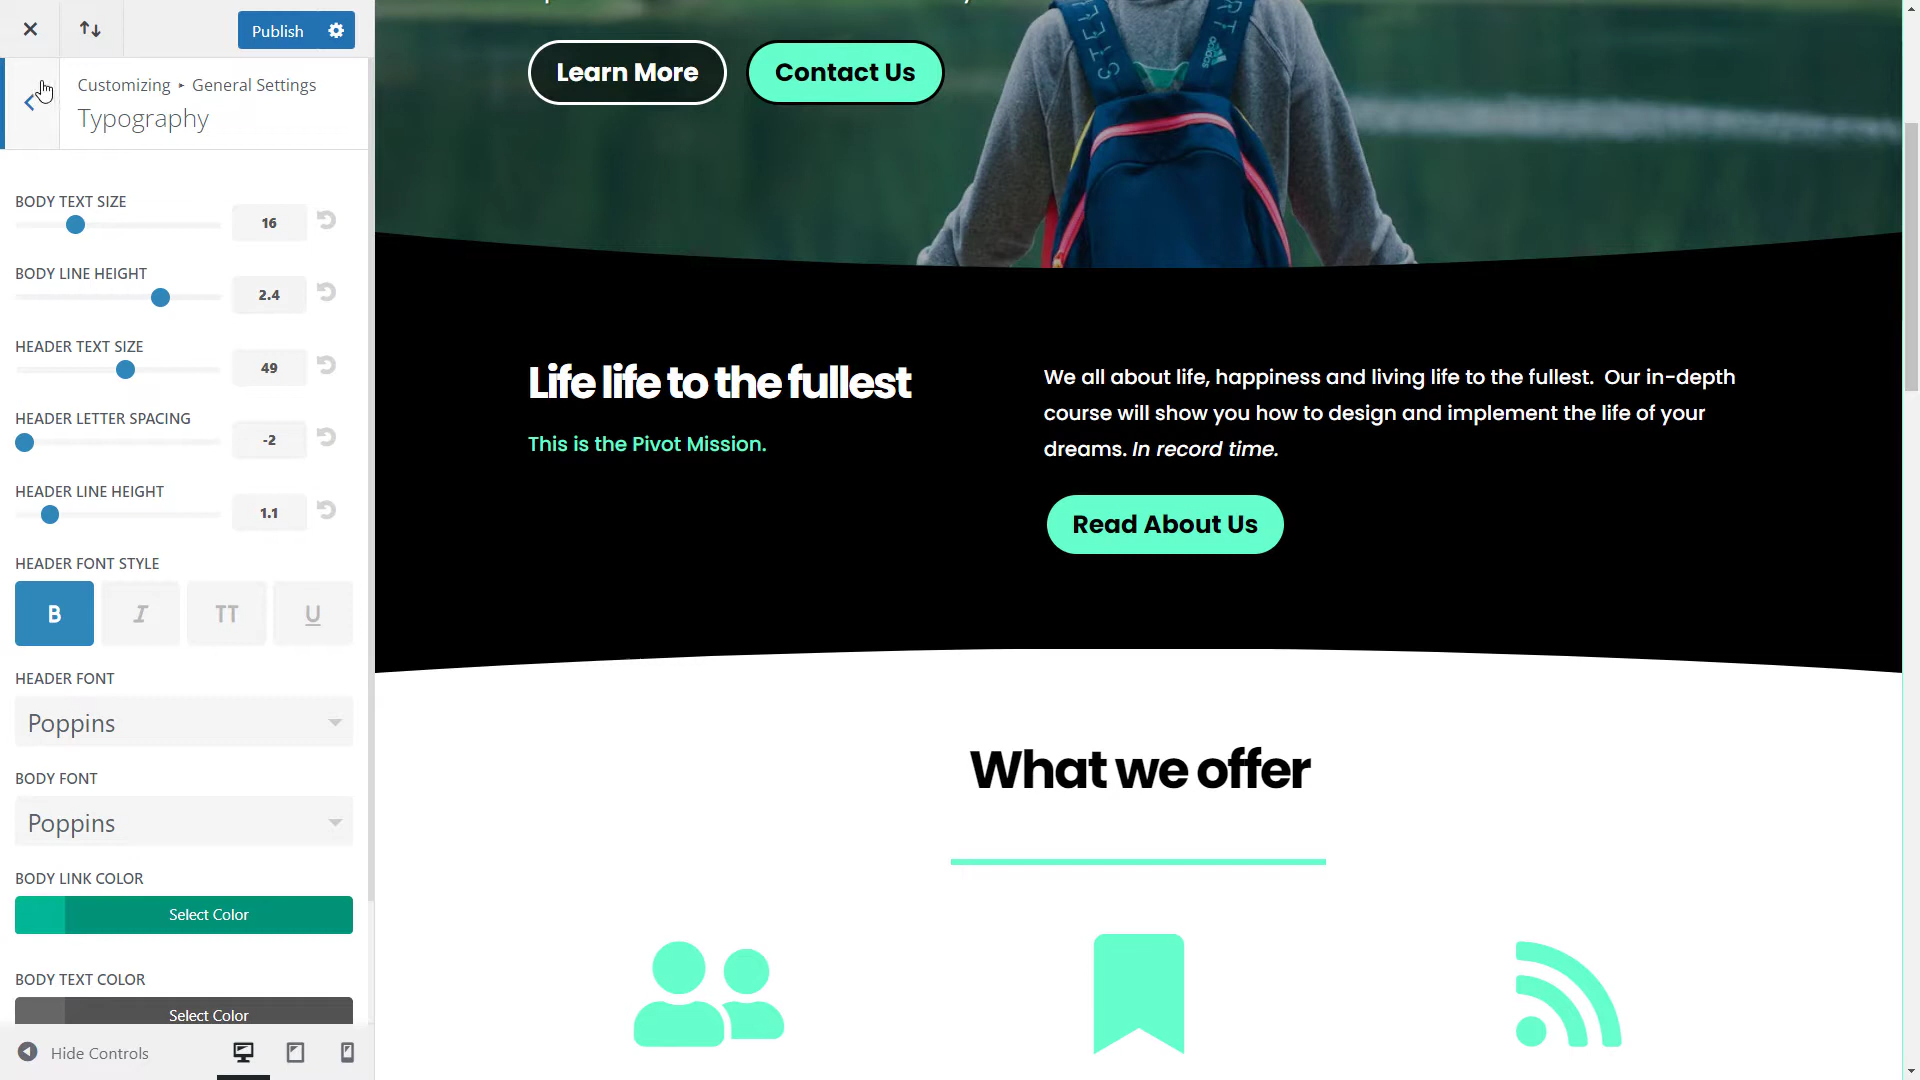 Publish
Customizing ▸ General Settings
Typography
BODY TEXT SIZE
16
BODY LINE HEIGHT
2.4
HEADER TEXT SIZE
49
HEADER LETTER SPACING
-2
HEADER LINE HEIGHT
1.1
HEADER FONT STYLE
B I TT U
HEADER FONT
Poppins
BODY FONT
Poppins
BODY LINK COLOR
Select Color
BODY TEXT COLOR
Select Color
Hide Controls
Learn More
Contact Us
Life life to the fullest
This is the Pivot Mission.
We all about life, happiness and living life to the fullest.  Our in-depth
course will show you how to design and implement the life of your
dreams. In record time.
Read About Us
What we offer